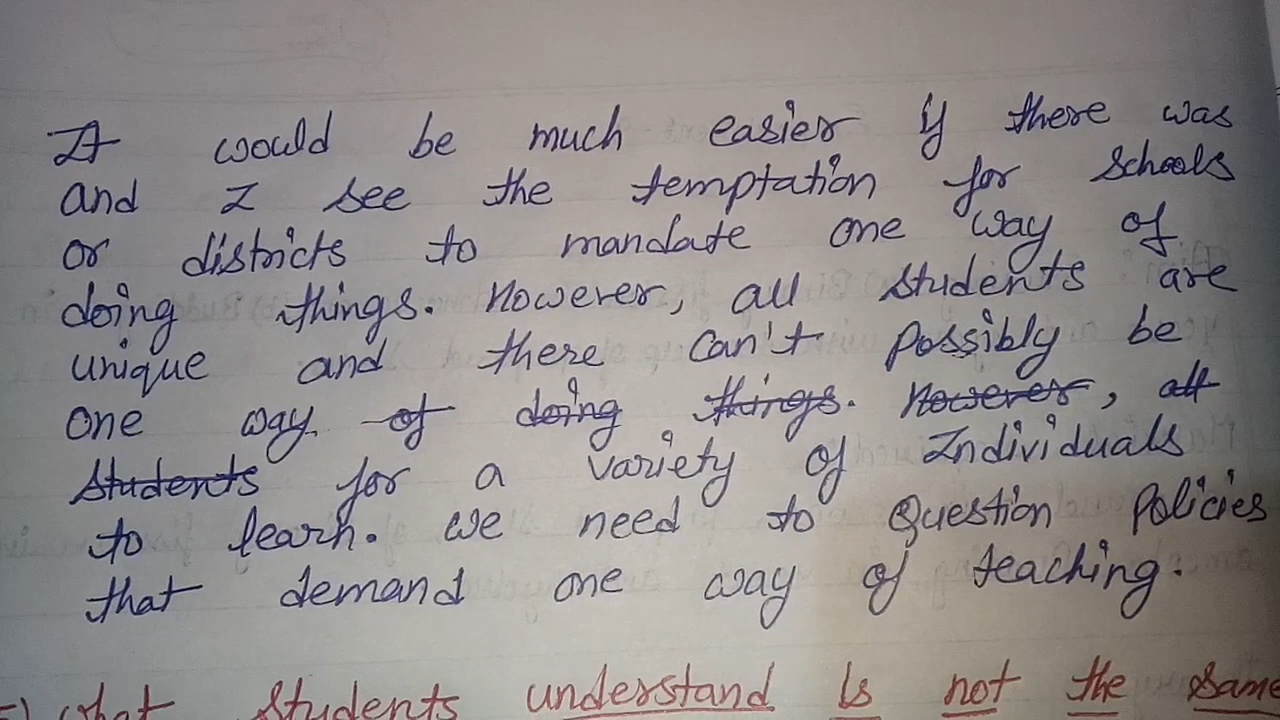 It would be much easier if there was
and I see the temptation for schools
or districts to mandate one way of
doing things. However, all students are
unique and there can't possibly be
one way. of doing things. However, all
students for a variety of Individuals
to learn. We need to Question Policies
that demand one way of teaching.
what students understand is not the same